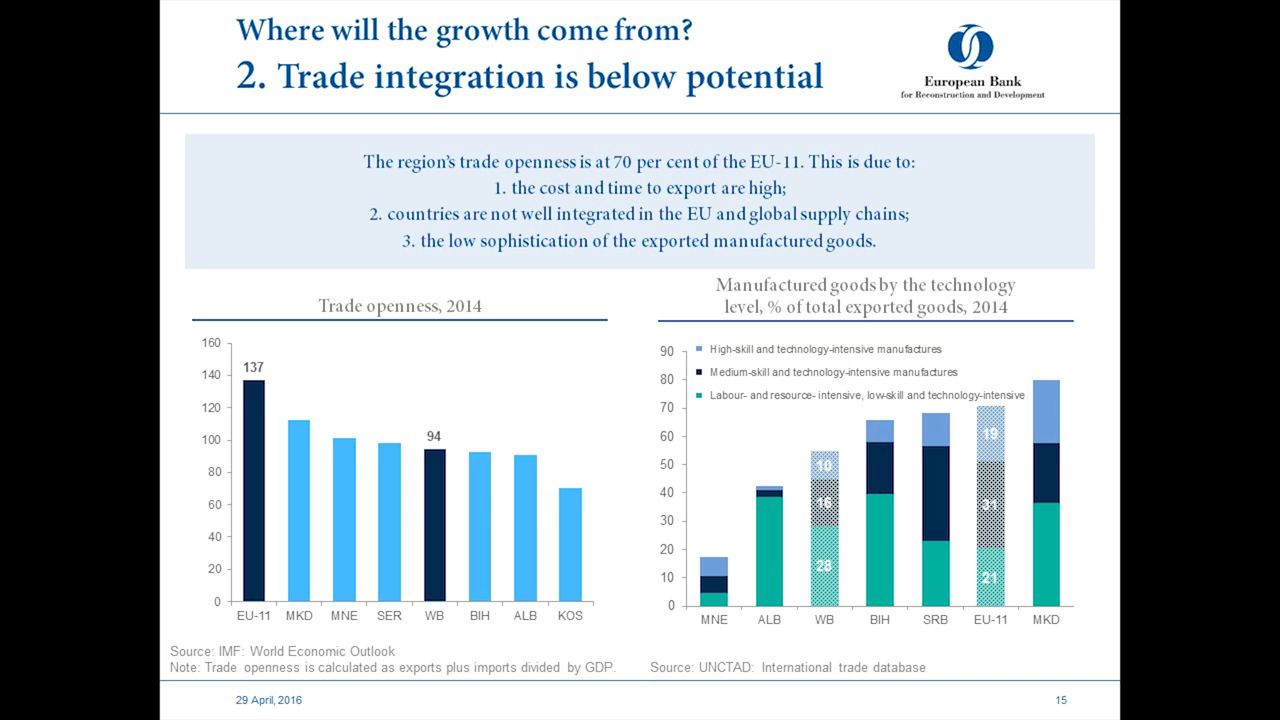 Where will the growth come from?
2. Trade integration is below potential
European Bank
for Reconstruction and Development
The region's trade openness is at 70 per cent of the EU-11. This is due to:
1. the cost and time to export are high;
2. countries are not well integrated in the EU and global supply chains;
3. the low sophistication of the exported manufactured goods.
Trade openness, 2014
160
140
120
100
80
60
40
20
0
137
94
EU-11 MKD MNE SER WB BIH ALB KOS
Source: IMF: World Economic Outlook
Note: Trade openness is calculated as exports plus imports divided by GDP.
Manufactured goods by the technology
level, % of total exported goods, 2014
High-skill and technology-intensive manufactures
Medium-skill and technology-intensive manufactures
Labour- and resource- intensive, low-skill and technology-intensive
90
80
70
60
50
40
30
20
10
0
10
16
28
19
31
21
MNE ALB WB BIH SRB EU-11 MKD
Source: UNCTAD: International trade database
29 April, 2016
15